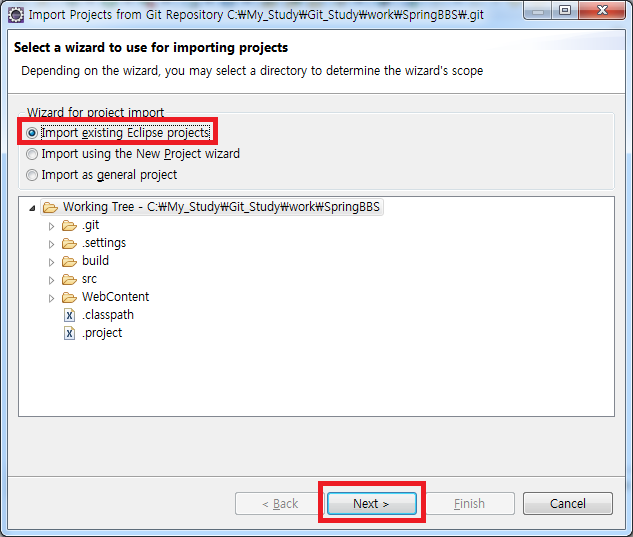 Import Projects from Git Repository C:₩My_Study₩Git_Study₩work₩SpringBBS₩.git
Select a wizard to use for importing projects
Depending on the wizard, you may select a directory to determine the wizard's scope
Wizard for project import
Import existing Eclipse projects
Import using the New Project wizard
Import as general project
Working Tree - C:₩My_Study₩Git_Study₩work₩SpringBBS
.git
.settings
build
src
WebContent
.classpath
.project
< Back
Next >
Finish
Cancel